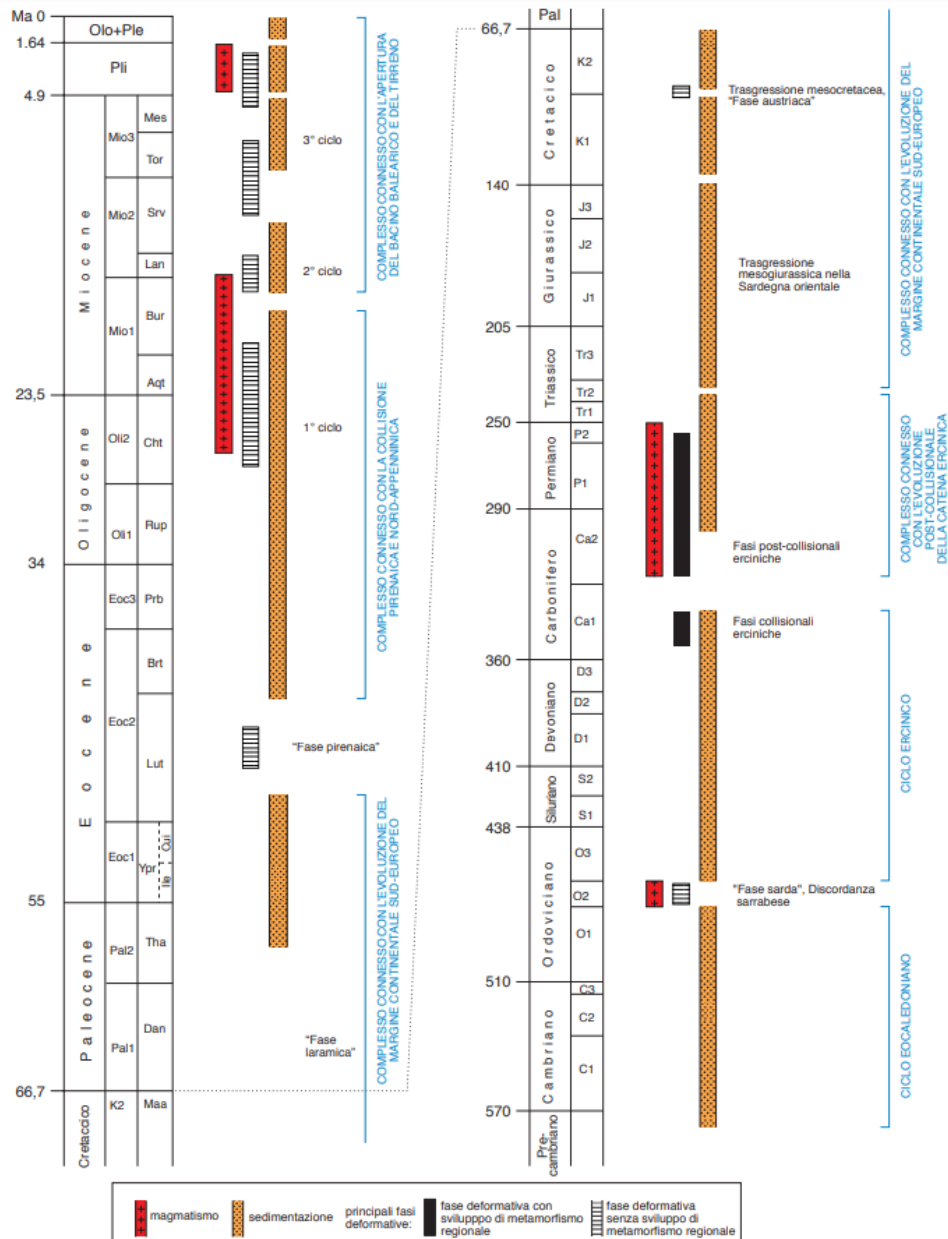 Ma 0
Olo+Ple
1.64
Pli
4.9
Miocene
Mio3
Mes
Tor
Mio2
Srv
Lan
Mio1
Bur
Aqt
23,5
Oligocene
Oli2
Cht
Oli1
Rup
34
Eocene
Eoc3
Prb
Brt
Eoc2
Lut
Eoc1
Ypr
Cui
Ile
55
Paleocene
Pal2
Tha
Pal1
Dan
66,7
Cretaccico
K2
Maa
3° ciclo
2° ciclo
1° ciclo
"Fase pirenaica"
"Fase
laramica"
COMPLESSO CONNESSO CON L'APERTURA
DEL BACINO BALEARICO E DEL TIRRENO
COMPLESSO CONNESSO CON LA COLLISIONE
PIRENAICA E NORD-APPENNINICA
COMPLESSO CONNESSO CON L'EVOLUZIONE DEL
MARGINE CONTINENTALE SUD-EUROPEO
Pal
66,7
Cretacico
K2
K1
140
Giurassico
J3
J2
J1
205
Triassico
Tr3
Tr2
Tr1
250
Permiano
P2
P1
290
Carbonifero
Ca2
Ca1
360
Devoniano
D3
D2
D1
410
Siluriano
S2
S1
438
Ordoviciano
O3
O2
O1
510
Cambriano
C3
C2
C1
570
Pre-
cambriano
Trasgressione mesocretacea,
"Fase austriaca"
Trasgressione
mesogiurassica nella
Sardegna orientale
Fasi post-collisionali
erciniche
Fasi collisionali
erciniche
"Fase sarda", Discordanza
sarrabese
COMPLESSO CONNESSO CON L'EVOLUZIONE DEL
MARGINE CONTINENTALE SUD-EUROPEO
COMPLESSO CONNESSO
CON L'EVOLUZIONE
POST-COLLISIONALE
DELLA CATENA ERCINICA
CICLO ERCINICO
CICLO EOCALEDONIANO
magmatismo
sedimentazione
principali fasi
deformative:
fase deformativa con
svilupppo di metamorfismo
regionale
fase deformativa
senza sviluppo di
metamorfismo regionale